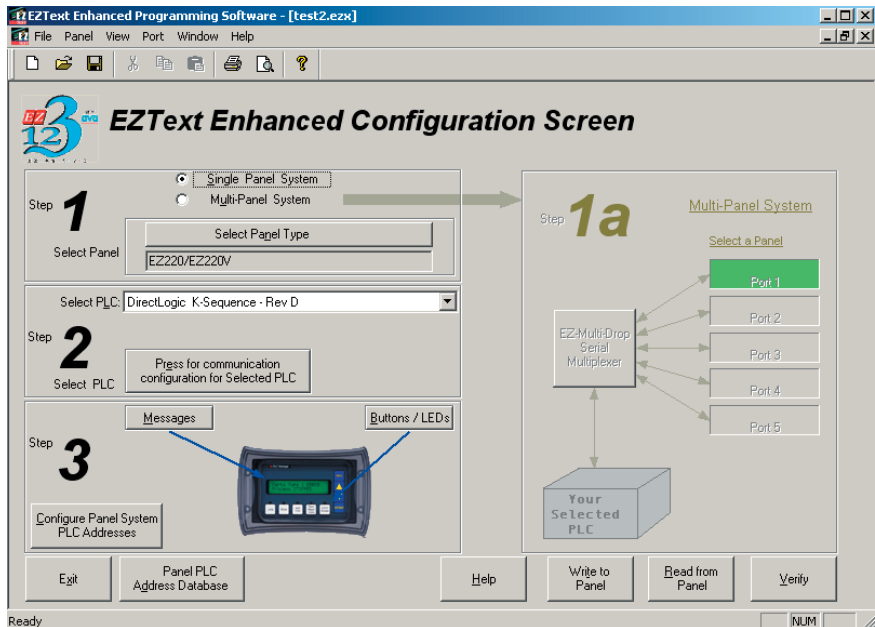 EZText Enhanced Programming Software - [test2.ezx]
File Panel View Port Window Help
EZ
3
12
EZText Enhanced Configuration Screen
Step 1
Select Panel
Single Panel System
Multi-Panel System
Select Panel Type
EZ220/EZ220V
Select PLC: DirectLogic K-Sequence - Rev D
Step 2
Select PLC
Press for communication
configuration for Selected PLC
Step 3
Messages
Buttons / LEDs
Configure Panel System
PLC Addresses
Step 1a
Multi-Panel System
Select a Panel
Port 1
Port 2
Port 3
Port 4
Port 5
EZ-Multi-Drop
Serial
Multiplexer
Your
Selected
PLC
Exit
Panel PLC
Address Database
Help
Write to
Panel
Read from
Panel
Verify
Ready
NUM